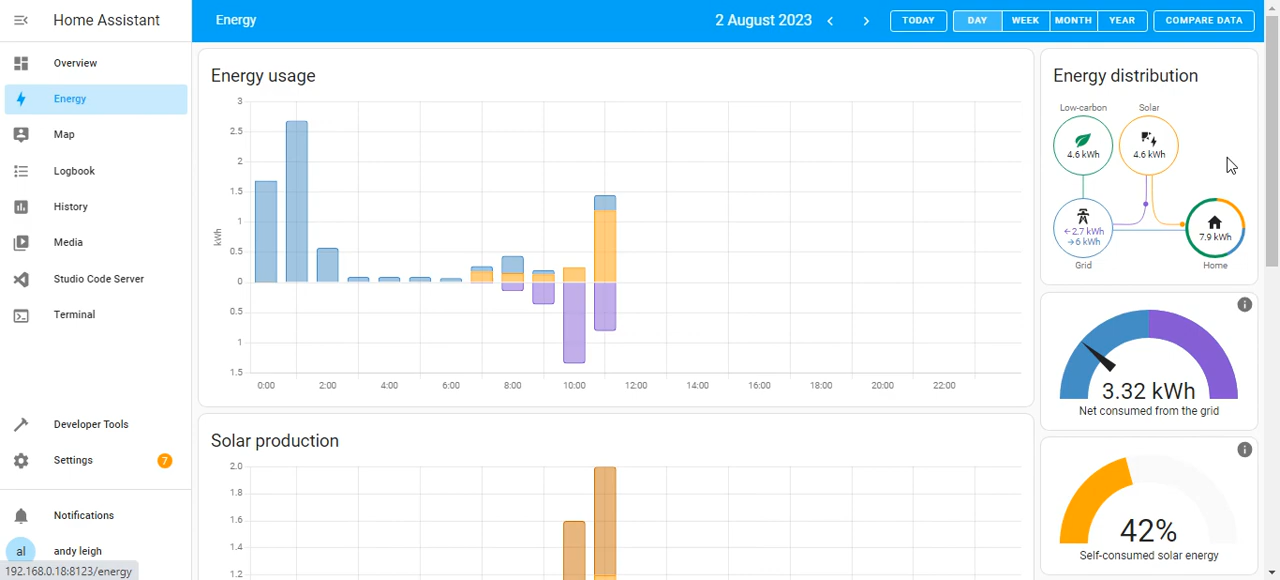 Home Assistant
Overview
Energy
Map
Logbook
History
Media
Studio Code Server
Terminal
Developer Tools
Settings
7
Notifications
al
andy leigh
192.168.0.18:8123/energy
Energy
2 August 2023
TODAY
DAY
WEEK
MONTH
YEAR
COMPARE DATA
Energy usage
3
2.5
2
1.5
1
0.5
0
0.5
1
1.5
kWh
0:00 2:00 4:00 6:00 8:00 10:00 12:00 14:00 16:00 18:00 20:00 22:00
Solar production
2.0
1.8
1.6
1.4
1.2
Energy distribution
Low-carbon Solar
4.6 kWh 4.6 kWh
←2.7 kWh
→6 kWh
7.9 kWh
Grid Home
3.32 kWh
Net consumed from the grid
42%
Self-consumed solar energy